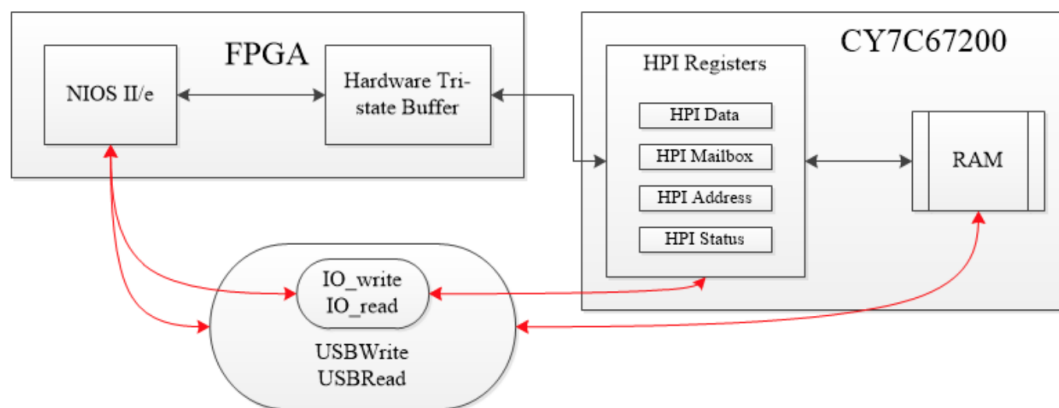 FPGA
NIOS II/e
Hardware Tri-
state Buffer
CY7C67200
HPI Registers
HPI Data
HPI Mailbox
HPI Address
HPI Status
RAM
IO_write
IO_read
USBWrite
USBRead